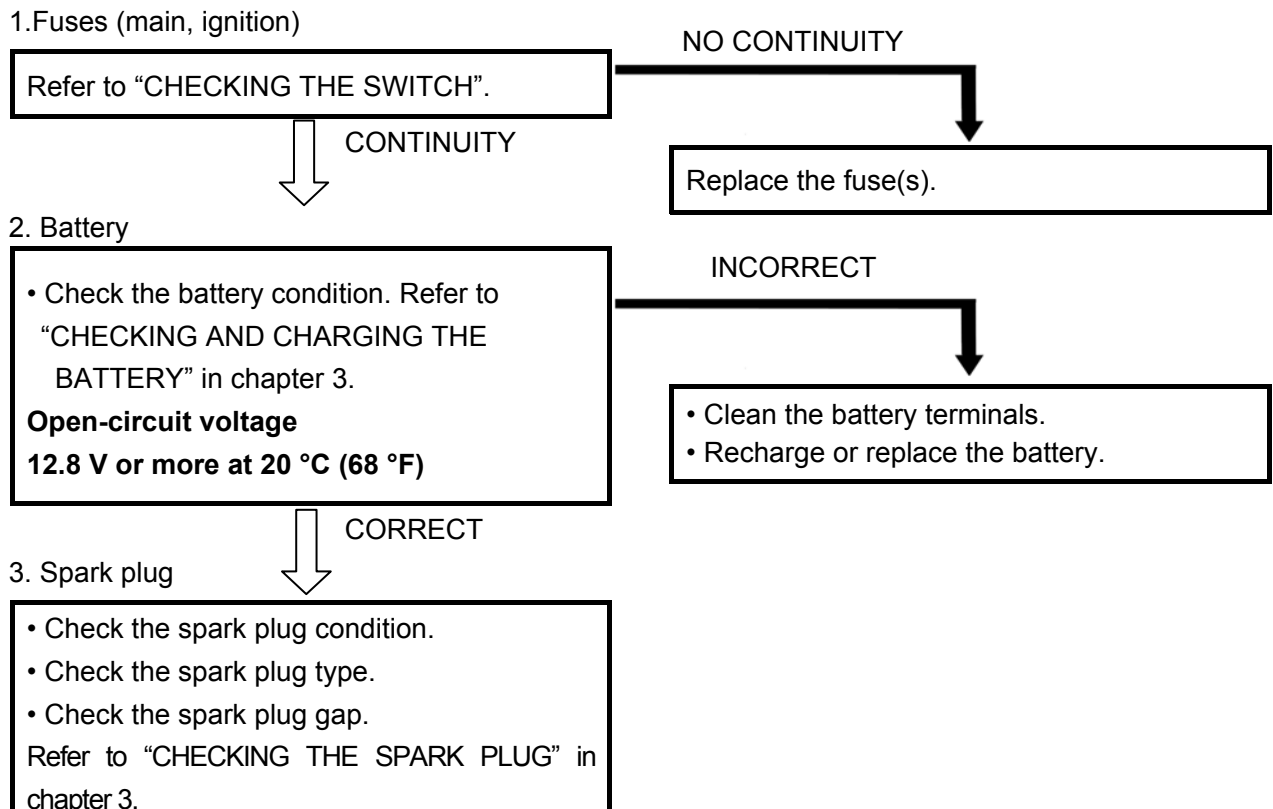 1.Fuses (main, ignition)
NO CONTINUITY
Refer to “CHECKING THE SWITCH”.
CONTINUITY
Replace the fuse(s).
2. Battery
INCORRECT
• Check the battery condition. Refer to
“CHECKING AND CHARGING THE
BATTERY” in chapter 3.
Open-circuit voltage
12.8 V or more at 20 °C (68 °F)
• Clean the battery terminals.
• Recharge or replace the battery.
CORRECT
3. Spark plug
• Check the spark plug condition.
• Check the spark plug type.
• Check the spark plug gap.
Refer to “CHECKING THE SPARK PLUG” in
chapter 3.